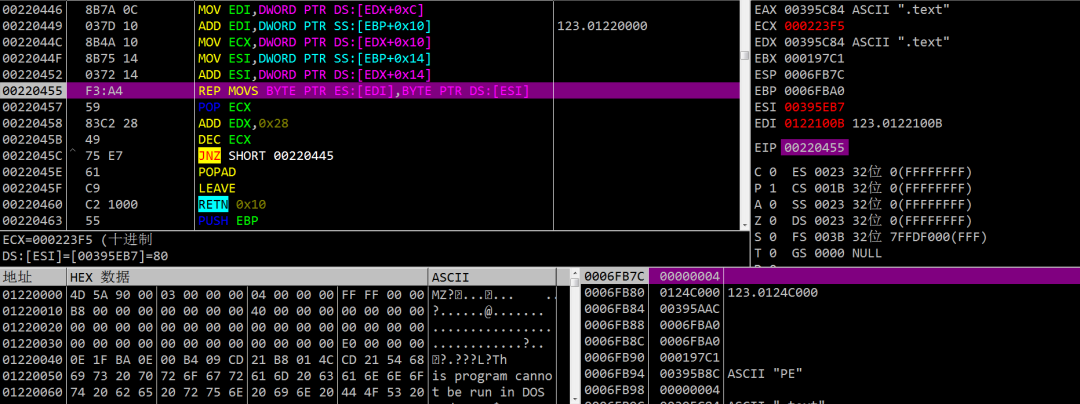 00220446 8B7A 0C MOV EDI,DWORD PTR DS:[EDX+0xC]
00220449 037D 10 ADD EDI,DWORD PTR SS:[EBP+0x10] 123.01220000
0022044C 8B4A 10 MOV ECX,DWORD PTR DS:[EDX+0x10]
0022044F 8B75 14 MOV ESI,DWORD PTR SS:[EBP+0x14]
00220452 0372 14 ADD ESI,DWORD PTR DS:[EDX+0x14]
00220455 F3:A4 REP MOVS BYTE PTR ES:[EDI],BYTE PTR DS:[ESI]
00220457 59 POP ECX
00220458 83C2 28 ADD EDX,0x28
0022045B 49 DEC ECX
0022045C ^ 75 E7 JNZ SHORT 00220445
0022045E 61 POPAD
0022045F C9 LEAVE
00220460 C2 1000 RETN 0x10
00220463 55 PUSH EBP
ECX=000223F5 (十进制
DS:[ESI]=[00395EB7]=80
EAX 00395C84 ASCII ".text"
ECX 000223F5
EDX 00395C84 ASCII ".text"
EBX 000197C1
ESP 0006FB7C
EBP 0006FBA0
ESI 00395EB7
EDI 0122100B 123.0122100B
EIP 00220455
C 0 ES 0023 32位 0(FFFFFFFF)
P 1 CS 001B 32位 0(FFFFFFFF)
A 0 SS 0023 32位 0(FFFFFFFF)
Z 0 DS 0023 32位 0(FFFFFFFF)
S 0 FS 003B 32位 7FFDF000(FFF)
T 0 GS 0000 NULL
地址 HEX 数据 ASCII
01220000 4D 5A 90 00 03 00 00 00 04 00 00 00 FF FF 00 00 MZ?...
01220010 B8 00 00 00 00 00 00 00 40 00 00 00 00 00 00 00 ?.......@.......
01220020 00 00 00 00 00 00 00 00 00 00 00 00 00 00 00 00 ................
01220030 00 00 00 00 00 00 00 00 00 00 00 00 E0 00 00 00 ............?..
01220040 0E 1F BA 0E 00 B4 09 CD 21 B8 01 4C CD 21 54 68 ?.???L?Th
01220050 69 73 20 70 72 6F 67 72 61 6D 20 63 61 6E 6E 6F is program canno
01220060 74 20 62 65 20 72 75 6E 20 69 6E 20 44 4F 53 20 t be run in DOS
0006FB7C 00000004
0006FB80 0124C000 123.0124C000
0006FB84 00395AAC
0006FB88 0006FBA0
0006FB8C 0006FBA0
0006FB90 000197C1
0006FB94 00395B8C ASCII "PE"
0006FB98 00000004